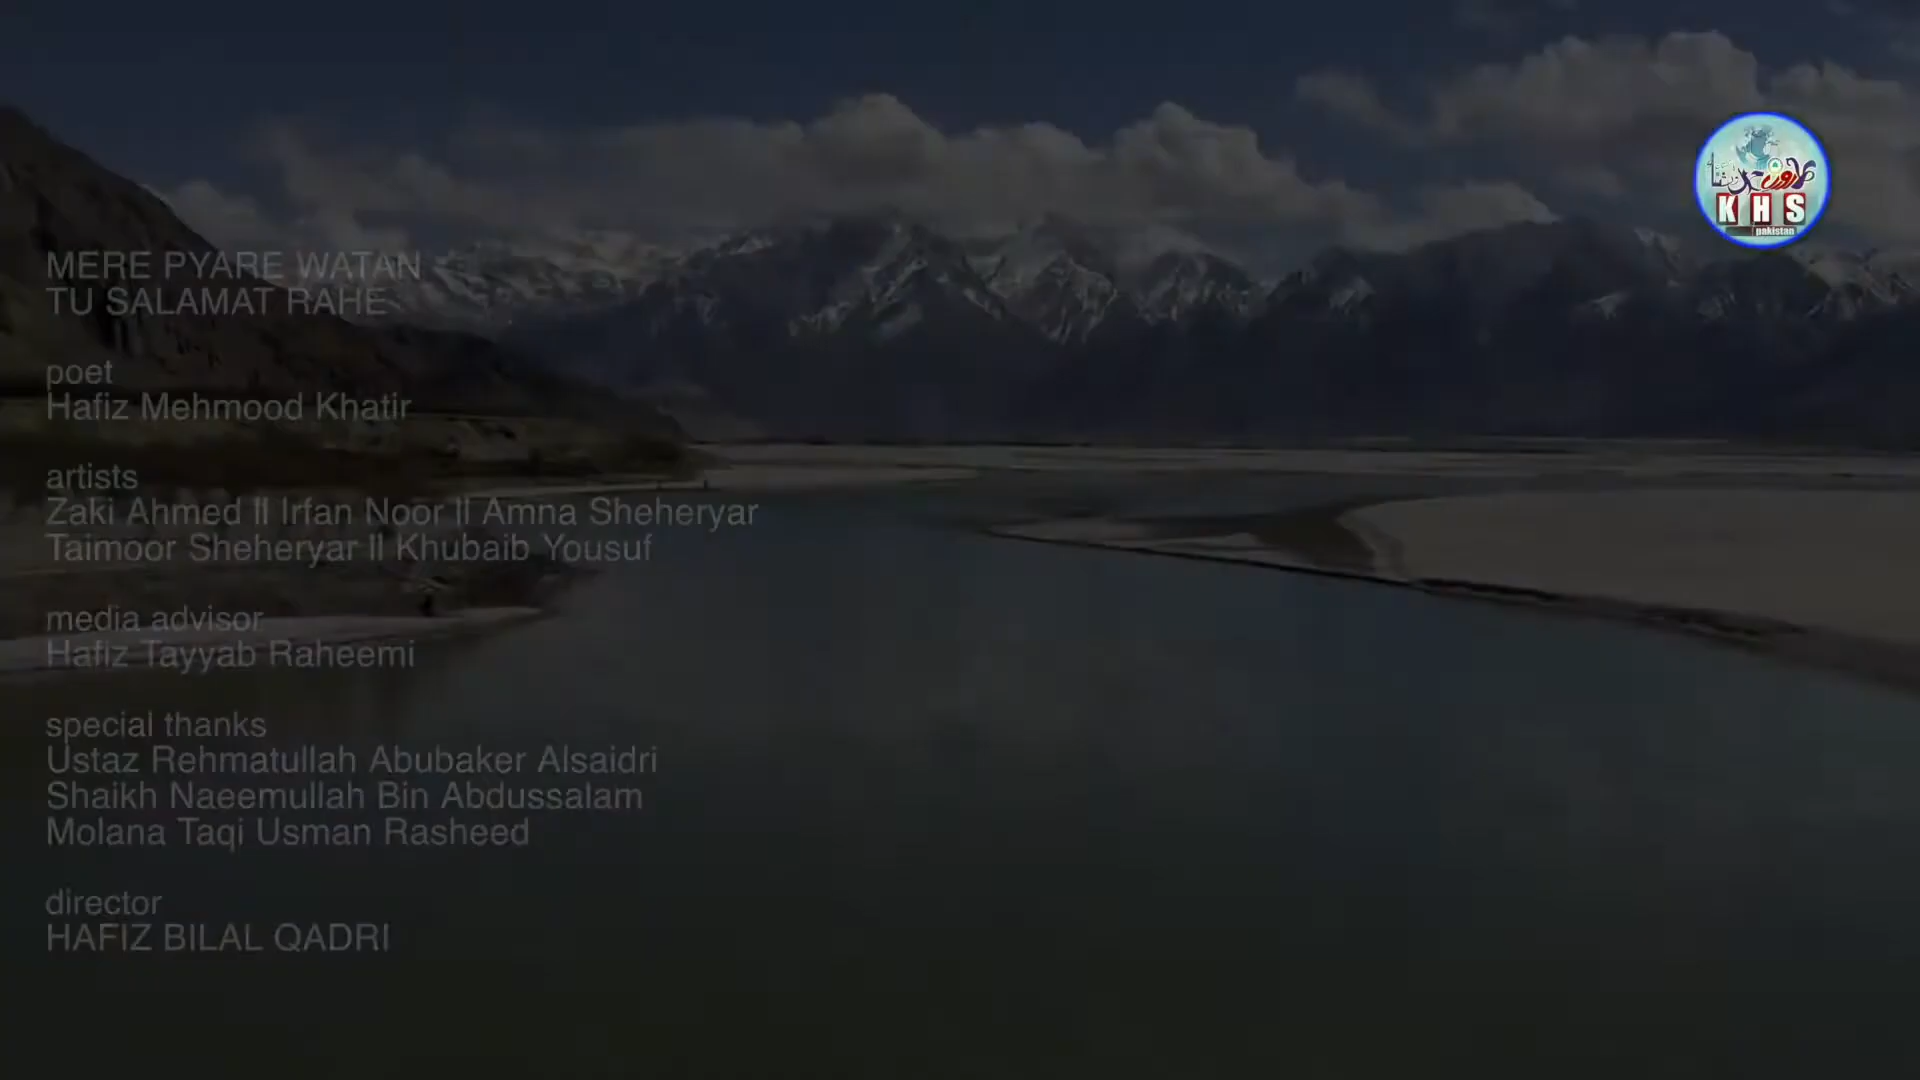 MERE PYARE WATAN
TU SALAMAT RAHE
poet
Hafiz Mehmood Khatir
artists
Zaki Ahmed ll Irfan Noor ll Amna Sheheryar
Taimoor Sheheryar ll Khubaib Yousuf
media advisor
Hafiz Tayyab Raheemi
special thanks
Ustaz Rehmatullah Abubaker Alsaidri
Shaikh Naeemullah Bin Abdussalam
Molana Taqi Usman Rasheed
director
HAFIZ BILAL QADRI
KHS
pakistan